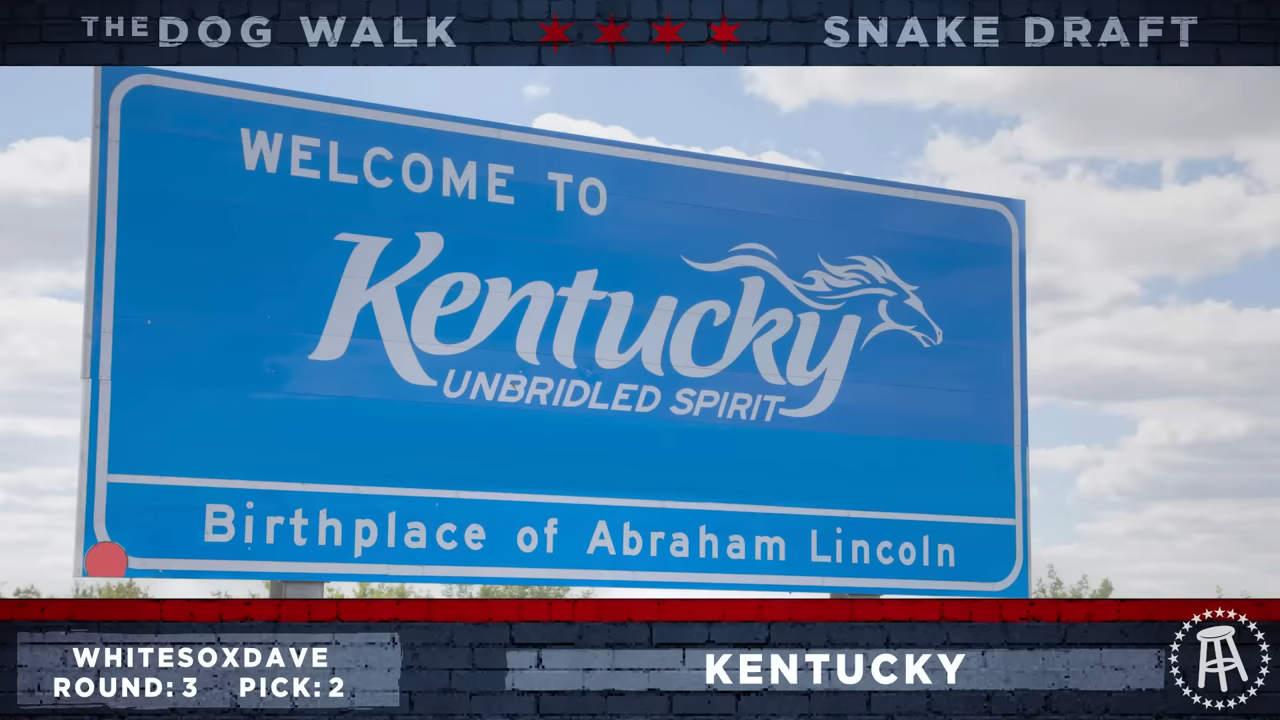 THE DOG WALK
SNAKE DRAFT
WELCOME TO
Kentucky
UNBRIDLED SPIRIT
Birthplace of Abraham Lincoln
WHITESOXDAVE
ROUND: 3 PICK: 2
KENTUCKY